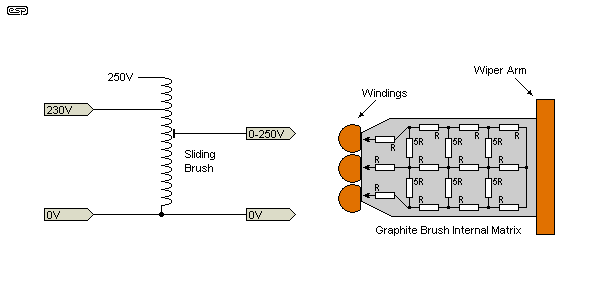 esp
250V
230V
0-250V
Sliding
Brush
0V
0V
Wiper Arm
Windings
R
R
R
R
5R
5R
5R
R
R
R
R
5R
5R
5R
R
R
R
R
Graphite Brush Internal Matrix